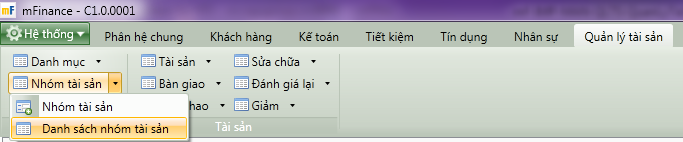 mF mFinance - C1.0.0001
Hệ thống Phân hệ chung Khách hàng Kế toán Tiết kiệm Tín dụng Nhân sự Quản lý tài sản
Danh mục Tài sản Sửa chữa
Nhóm tài sản Bàn giao Đánh giá lại
Nhóm tài sản hao Giảm
Danh sách nhóm tài sản Tài sản